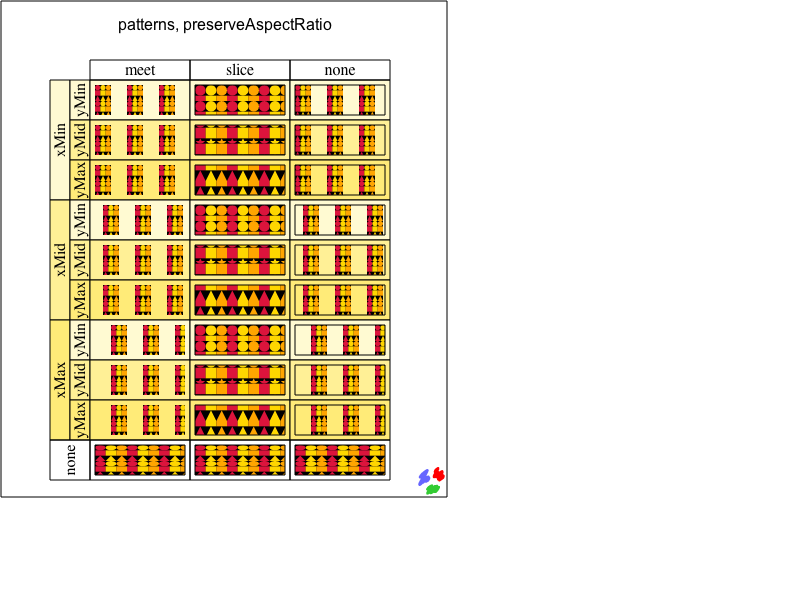 patterns, preserveAspectRatio
meet slice none
xMin
yMin
yMid
yMax
xMid
yMin
yMid
yMax
xMax
yMin
yMid
yMax
none